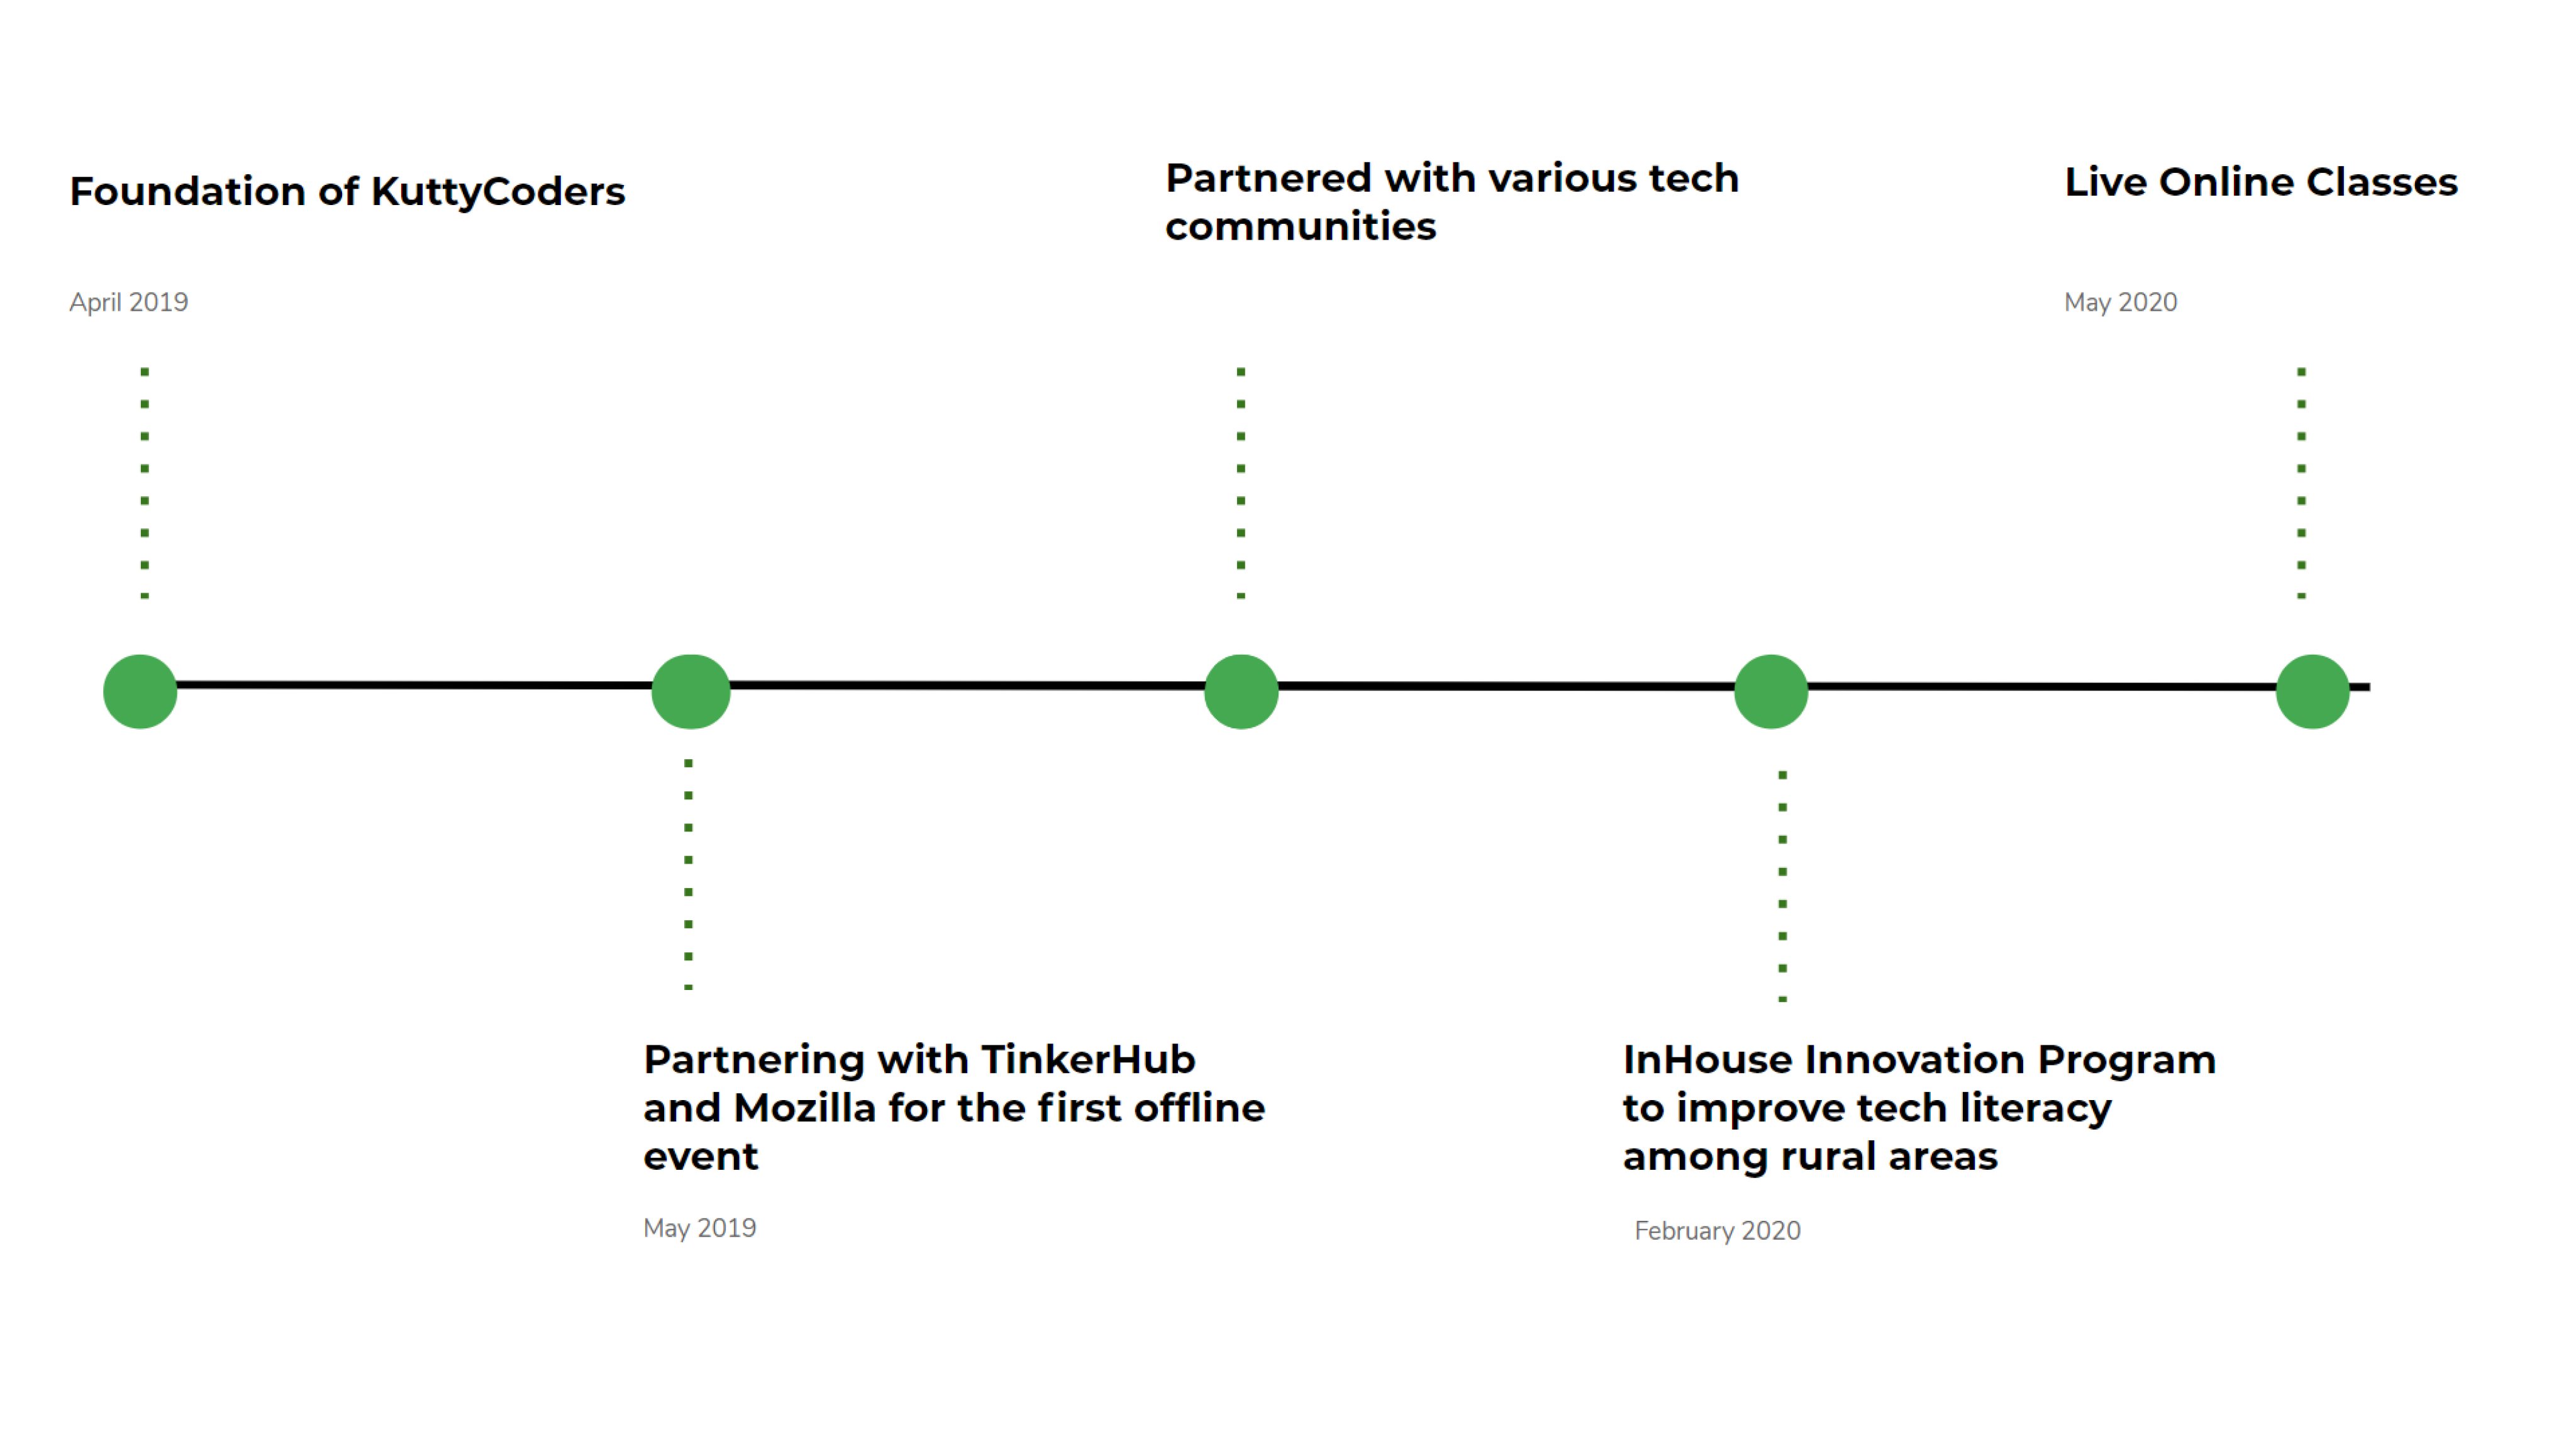 Foundation of KuttyCoders
April 2019
Partnered with various tech
communities
Live Online Classes
May 2020
Partnering with TinkerHub
and Mozilla for the first offline
event
May 2019
InHouse Innovation Program
to improve tech literacy
among rural areas
February 2020